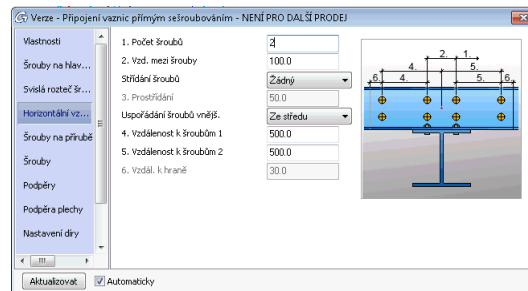 Verze - Připojení vaznic přímým sešroubováním - NENÍ PRO DALŠÍ PRODEJ
Vlastnosti
Šrouby na hlav...
Svislá rozteč šr...
Horizontální vz...
Šrouby na přírubě
Šrouby
Podpěry
Podpěra plechy
Nastavení díry
1. Počet šroubů 2
2. Vzd. mezi šrouby 100.0
Střídání šroubů Žádný
3. Prostřídání 50.0
Uspořádání šroubů vnějš. Ze středu
4. Vzdálenost k šroubům 1 500.0
5. Vzdálenost k šroubům 2 500.0
6. Vzdál. k hraně 30.0
2. 1.
4. 5.
6. 4. 5. 6.
Aktualizovat Automaticky